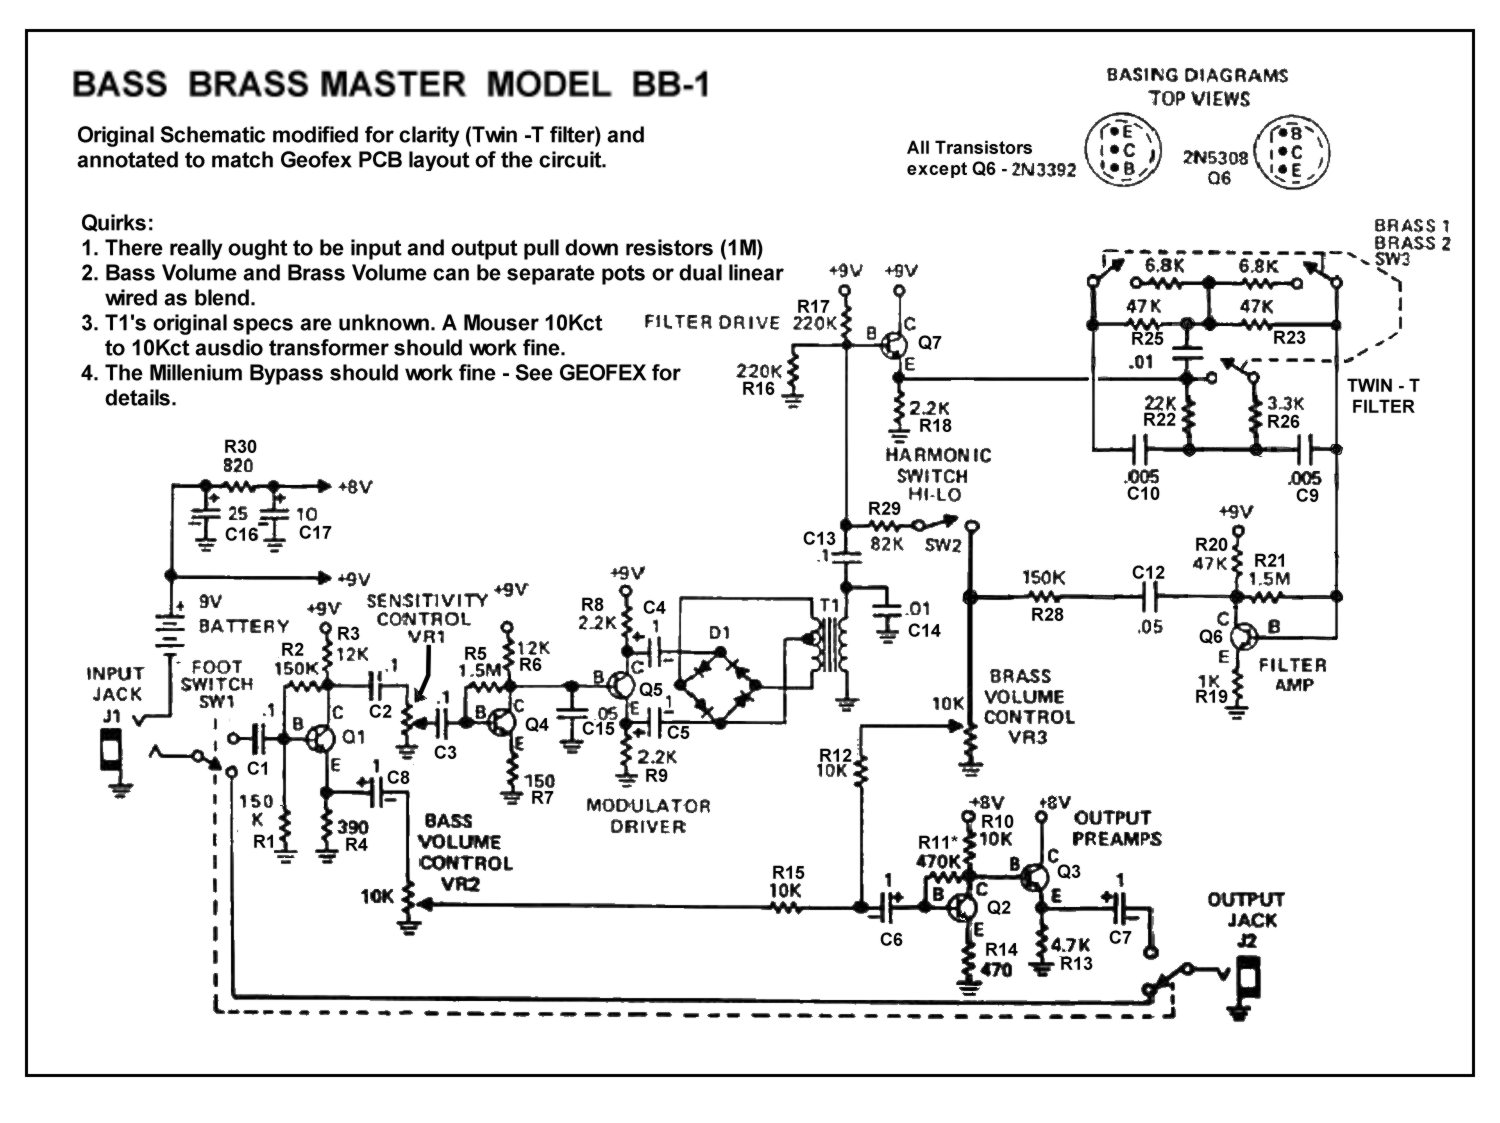 BASS BRASS MASTER MODEL BB-1
Original Schematic modified for clarity (Twin -T filter) and
annotated to match Geofex PCB layout of the circuit.
Quirks:
1. There really ought to be input and output pull down resistors (1M)
2. Bass Volume and Brass Volume can be separate pots or dual linear
wired as blend.
3. T1's original specs are unknown. A Mouser 10Kct
to 10Kct ausdio transformer should work fine.
4. The Millenium Bypass should work fine - See GEOFEX for
details.
BASING DIAGRAMS
TOP VIEWS
All Transistors
except Q6 - 2N3392
E
C
B
2N5308
Q6
B
C
E
BRASS 1
BRASS 2
SW3
6.8K
6.8K
47K
R25
47K
R23
.01
22K
R22
3.3K
R26
TWIN - T
FILTER
.005
C10
.005
C9
+9V
+9V
R17
220K
FILTER DRIVE
B
C
Q7
E
220K
R16
2.2K
R18
HARMONIC
SWITCH
HI-LO
R29
82K
SW2
C13
.1
T1
.01
C14
150K
R28
C12
.05
+9V
R20
47K
R21
1.5M
C
B
Q6
E
1K
R19
FILTER
AMP
R30
820
+8V
25
C16
10
C17
+9V
+
9V
BATTERY
INPUT
JACK
J1
FOOT
SWITCH
SW1
.1
C1
150
K
R1
R2
150K
+9V
R3
12K
B
C
Q1
E
390
R4
.1
C2
SENSITIVITY
CONTROL
VR1
.1
C3
1
C8
BASS
VOLUME
CONTROL
VR2
10K
+9V
R5
1.5M
12K
R6
B
C
Q4
E
150
R7
.05
C15
+9V
R8
2.2K
C4
1
B
C
Q5
E
1
C5
2.2K
R9
MODULATOR
DRIVER
D1
10K
BRASS
VOLUME
CONTROL
VR3
R12
10K
R15
10K
1
C6
R11*
470K
+8V
R10
10K
B
C
Q2
E
R14
470
+8V
OUTPUT
PREAMPS
B
C
Q3
E
4.7K
R13
1
C7
OUTPUT
JACK
J2